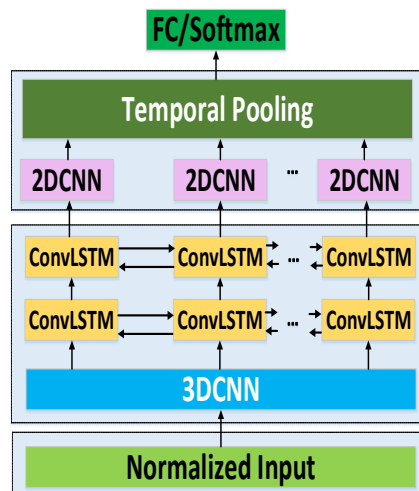 FC/Softmax
Temporal Pooling
2DCNN 2DCNN ... 2DCNN
ConvLSTM ConvLSTM ... ConvLSTM
ConvLSTM ConvLSTM ... ConvLSTM
3DCNN
Normalized Input